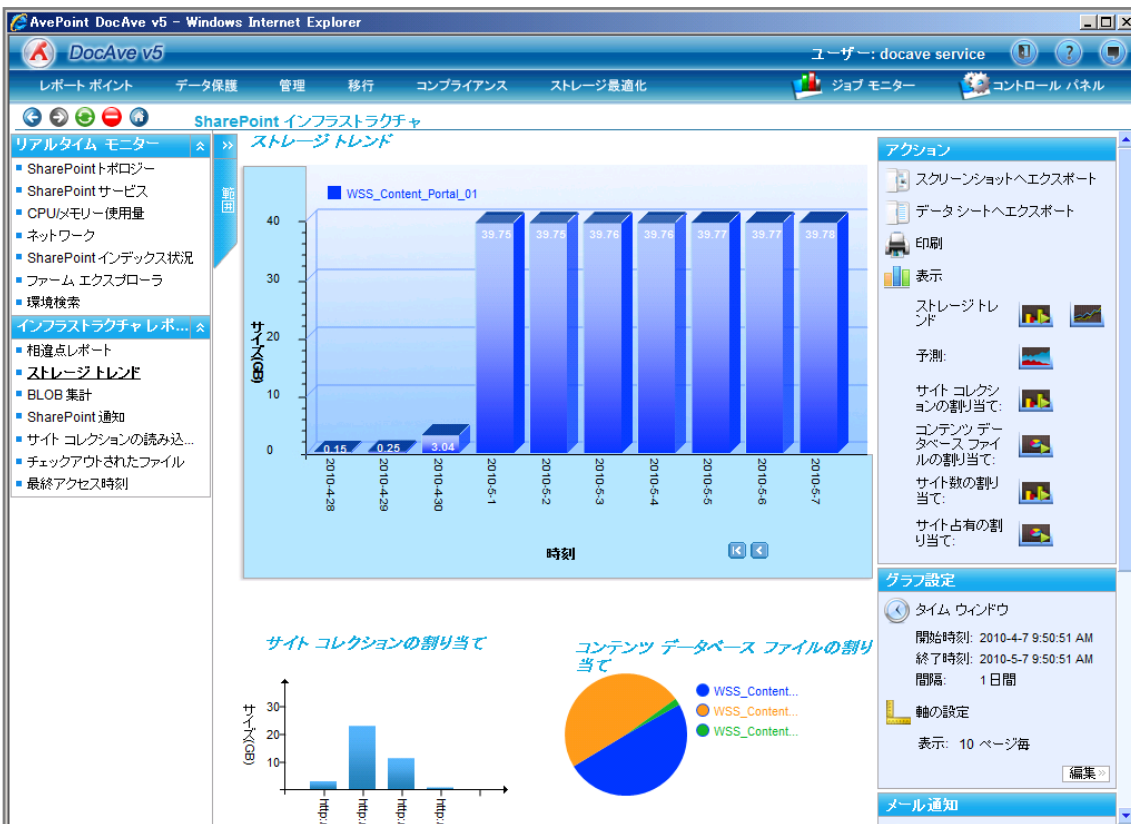 AvePoint DocAve v5 - Windows Internet Explorer
DocAve v5
ユーザー: docave service
レポート ポイント
データ保護
管理
移行
コンプライアンス
ストレージ最適化
ジョブ モニター
コントロール パネル
SharePoint インフラストラクチャ
リアルタイム モニター
SharePointトポロジー
SharePoint サービス
CPU/メモリー使用量
ネットワーク
SharePoint インデックス状況
ファーム エクスプローラ
環境検索
インフラストラクチャ レポ...
相違点レポート
ストレージ トレンド
BLOB 集計
SharePoint 通知
サイト コレクションの読み込...
チェックアウトされたファイル
最終アクセス時刻
範囲
ストレージ トレンド
WSS_Content_Portal_01
サイズ(GB)
40
30
20
10
0
0.15
0.25
3.04
39.75
39.75
39.76
39.76
39.77
39.77
39.78
2010-4-28
2010-4-29
2010-4-30
2010-5-1
2010-5-2
2010-5-3
2010-5-4
2010-5-5
2010-5-6
2010-5-7
時刻
サイト コレクションの割り当て
サイズ(GB)
30
20
10
http:
http:
http:
http:
コンテンツ データベース ファイルの割り
当て
WSS_Content...
WSS_Content...
WSS_Content...
アクション
スクリーンショットへエクスポート
データ シートへエクスポート
印刷
表示
ストレージ トレ
ンド
予測:
サイト コレクシ
ョンの割り当て:
コンテンツ デー
タベース ファイ
ルの割り当て:
サイト数の割り
当て:
サイト占有の割
り当て:
グラフ設定
タイム ウィンドウ
開始時刻: 2010-4-7 9:50:51 AM
終了時刻: 2010-5-7 9:50:51 AM
間隔: 1 日間
軸の設定
表示: 10 ページ毎
編集
メール通知